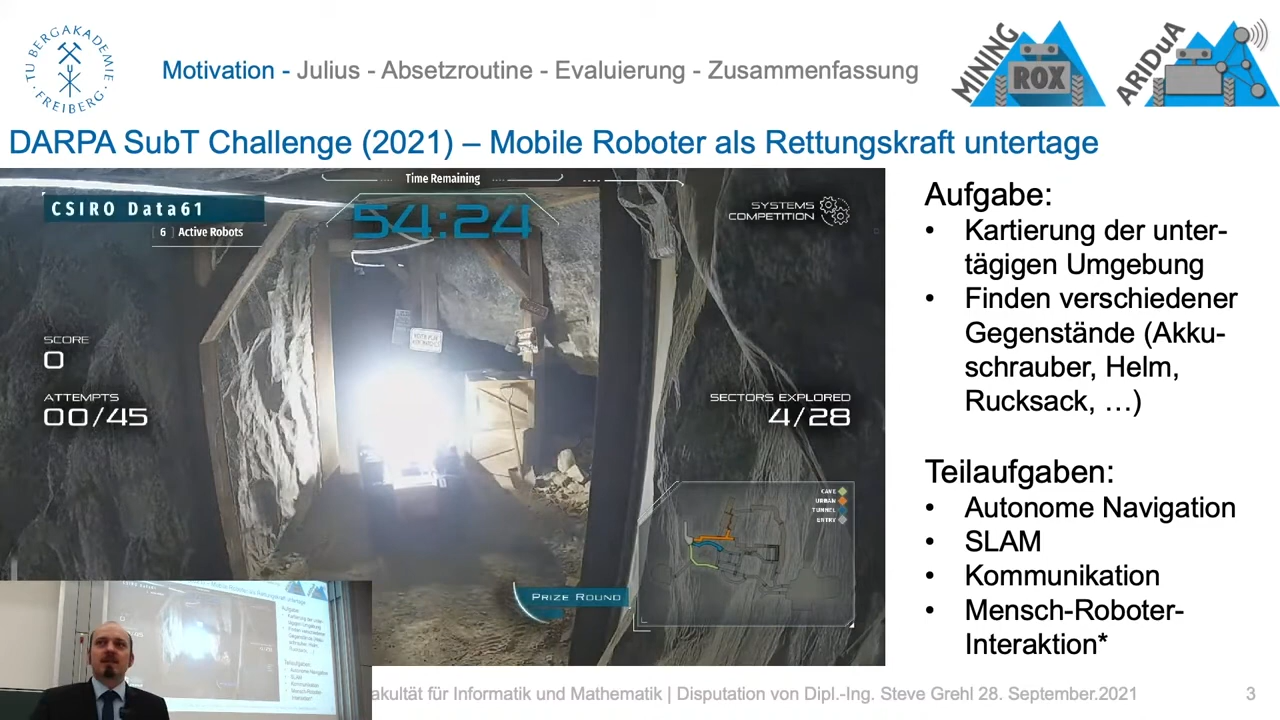 TU BERGAKADEMIE
FREIBERG
Motivation - Julius - Absetzroutine - Evaluierung - Zusammenfassung
MINING
ROX
ARIDuA
DARPA SubT Challenge (2021) – Mobile Roboter als Rettungskraft untertage
Time Remaining
54:24
CSIRO Data61
6 Active Robots
SYSTEMS
COMPETITION
SCORE
0
ATTEMPTS
00/45
SECTORS EXPLORED
4/28
CAVE
URBAN
TUNNEL
ENTRY
PRIZE ROUND
Aufgabe:
• Kartierung der unter-
tägigen Umgebung
• Finden verschiedener
Gegenstände (Akku-
schrauber, Helm,
Rucksack, …)
Teilaufgaben:
• Autonome Navigation
• SLAM
• Kommunikation
• Mensch-Roboter-
Interaktion*
akultät für Informatik und Mathematik | Disputation von Dipl.-Ing. Steve Grehl 28. September.2021
3